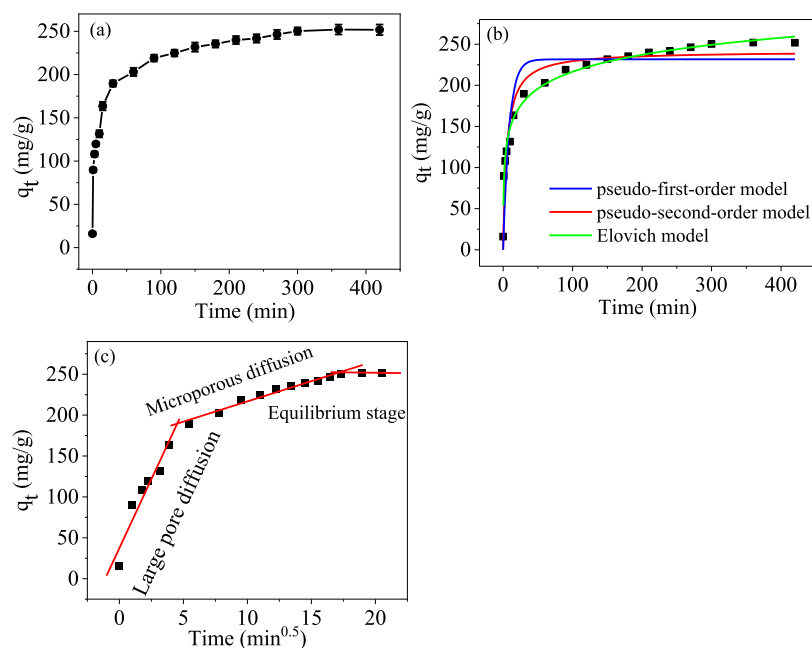 (a)
250
200
150
100
50
0
qt (mg/g)
0 100 200 300 400
Time (min)
(b)
250
200
150
100
50
0
qt (mg/g)
pseudo-first-order model
pseudo-second-order model
Elovich model
0 100 200 300 400
Time (min)
(c)
300
250
200
150
100
50
0
qt (mg/g)
Microporous diffusion
Equilibrium stage
Large pore diffusion
0 5 10 15 20
Time (min^0.5)